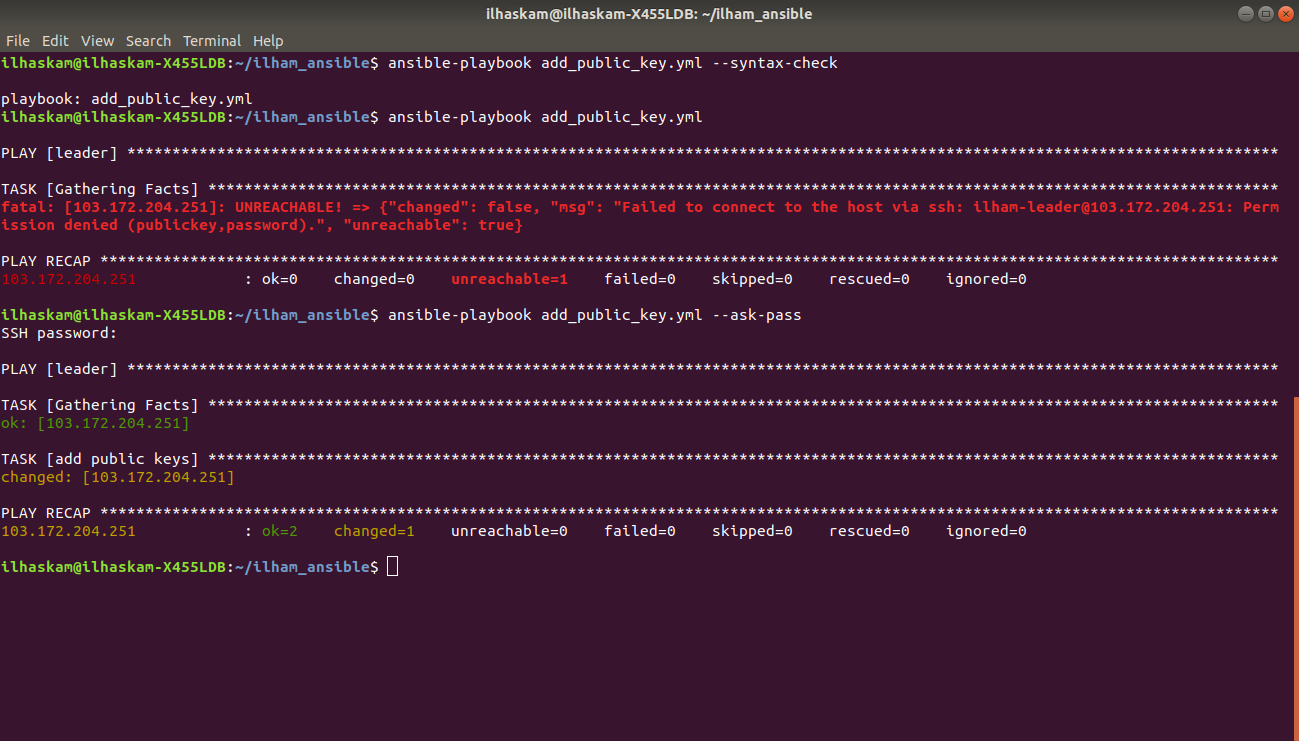 ilhaskam@ilhaskam-X455LDB: ~/ilham_ansible
File Edit View Search Terminal Help
ilhaskam@ilhaskam-X455LDB:~/ilham_ansible$ ansible-playbook add_public_key.yml --syntax-check
playbook: add_public_key.yml
ilhaskam@ilhaskam-X455LDB:~/ilham_ansible$ ansible-playbook add_public_key.yml
PLAY [leader] ********************************************************************************************************************************
TASK [Gathering Facts] ***********************************************************************************************************************
fatal: [103.172.204.251]: UNREACHABLE! => {"changed": false, "msg": "Failed to connect to the host via ssh: ilham-leader@103.172.204.251: Perm
ission denied (publickey,password).", "unreachable": true}
PLAY RECAP ***********************************************************************************************************************************
103.172.204.251            : ok=0    changed=0    unreachable=1    failed=0    skipped=0    rescued=0    ignored=0
ilhaskam@ilhaskam-X455LDB:~/ilham_ansible$ ansible-playbook add_public_key.yml --ask-pass
SSH password:
PLAY [leader] ********************************************************************************************************************************
TASK [Gathering Facts] ***********************************************************************************************************************
ok: [103.172.204.251]
TASK [add public keys] ***********************************************************************************************************************
changed: [103.172.204.251]
PLAY RECAP ***********************************************************************************************************************************
103.172.204.251            : ok=2    changed=1    unreachable=0    failed=0    skipped=0    rescued=0    ignored=0
ilhaskam@ilhaskam-X455LDB:~/ilham_ansible$